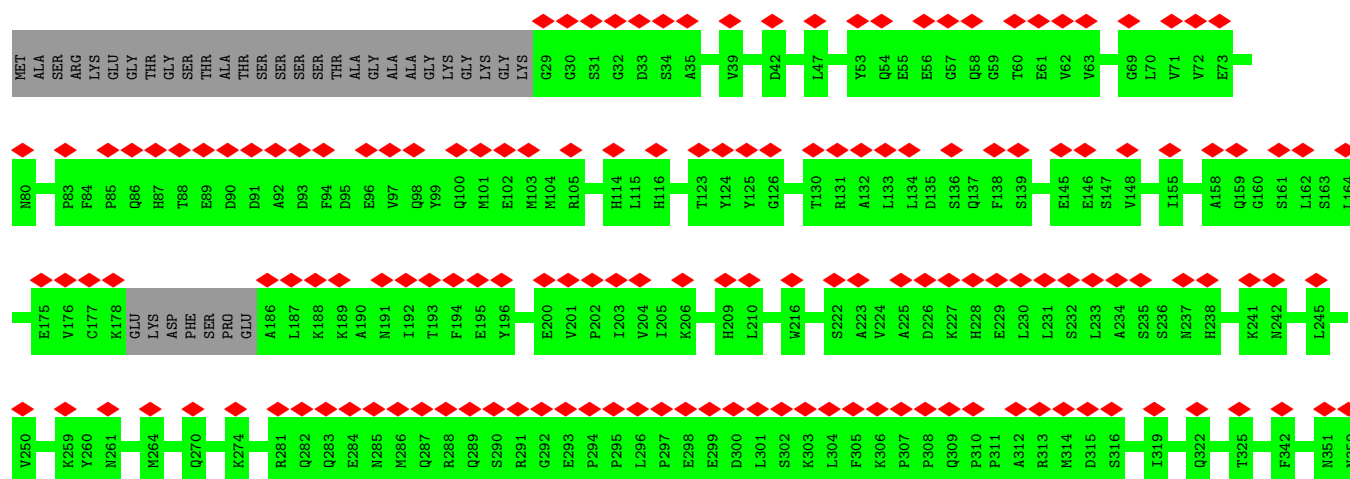 MET ALA SER ARG LYS GLU GLY THR GLY SER THR ALA THR SER SER SER SER THR ALA GLY ALA ALA GLY LYS GLY LYS GLY LYS G29 G30 S31 G32 D33 S34 A35 V39 D42 L47 Y53 Q54 E55 E56 G57 Q58 G59 T60 E61 V62 V63 G69 L70 V71 V72 E73
N80 P83 F84 P85 Q86 H87 T88 E89 D90 D91 A92 D93 F94 D95 E96 V97 Q98 Y99 Q100 M101 E102 M103 M104 R105 H114 L115 H116 T123 Y124 Y125 G126 T130 R131 A132 L133 L134 D135 S136 Q137 F138 S139 E145 E146 S147 V148 I155 A158 Q159 G160 S161 L162 S163 L164
E175 V176 C177 K178 GLU LYS ASP PHE SER PRO GLU A186 L187 K188 K189 A190 N191 I192 T193 F194 E195 Y196 E200 V201 P202 I203 V204 I205 K206 H209 L210 W216 S222 A223 V224 A225 D226 K227 H228 E229 L230 L231 S232 L233 A234 S235 S236 N237 H238 K241 N242 L245
V250 K259 Y260 N261 M264 Q270 K274 R281 Q282 Q283 E284 N285 M286 Q287 R288 Q289 S290 R291 G292 E293 P294 P295 L296 P297 E298 E299 D300 L301 S302 K303 L304 F305 K306 P307 P308 Q309 P310 P311 A312 R313 M314 D315 S316 I319 Q322 T325 F342 N351